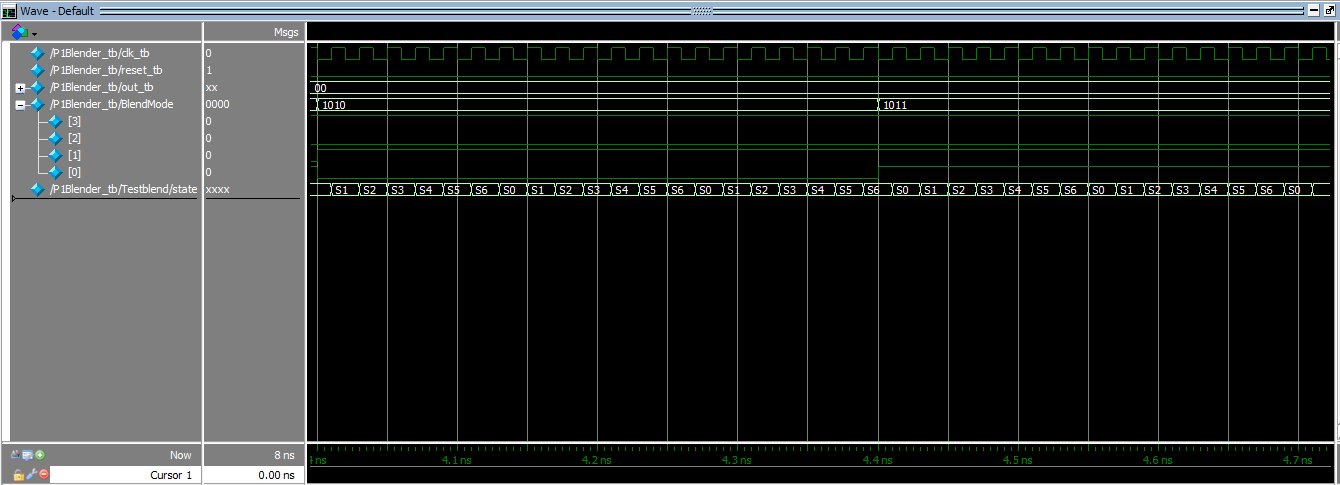 Wave - Default
Msgs
/P1Blender_tb/clk_tb 0
/P1Blender_tb/reset_tb 1
/P1Blender_tb/out_tb xx 00
/P1Blender_tb/BlendMode 0000 1010 1011
[3] 0
[2] 0
[1] 0
[0] 0
/P1Blender_tb/Testblend/state xxxx S1 S2 S3 S4 S5 S6 S0 S1 S2 S3 S4 S5 S6 S0 S1 S2 S3 S4 S5 S6 S0 S1 S2 S3 S4 S5 S6 S0 S1 S2 S3 S4 S5 S6 S0
Now 8 ns ns 4.1 ns 4.2 ns 4.3 ns 4.4 ns 4.5 ns 4.6 ns 4.7 ns
Cursor 1 0.00 ns